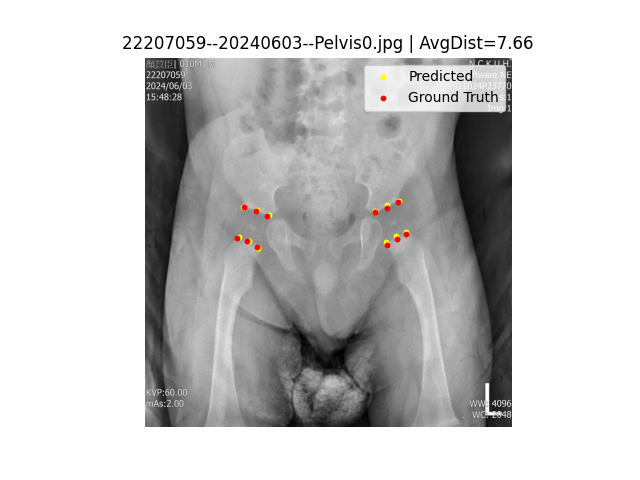 22207059--20240603--Pelvis0.jpg | AvgDist=7.66
Predicted
Ground Truth
010M
22207059
2024/06/03
15:48:28
N.C.K.U.H.
KVP:60.00
mAs:2.00
L
WW: 4096
WC: 2048